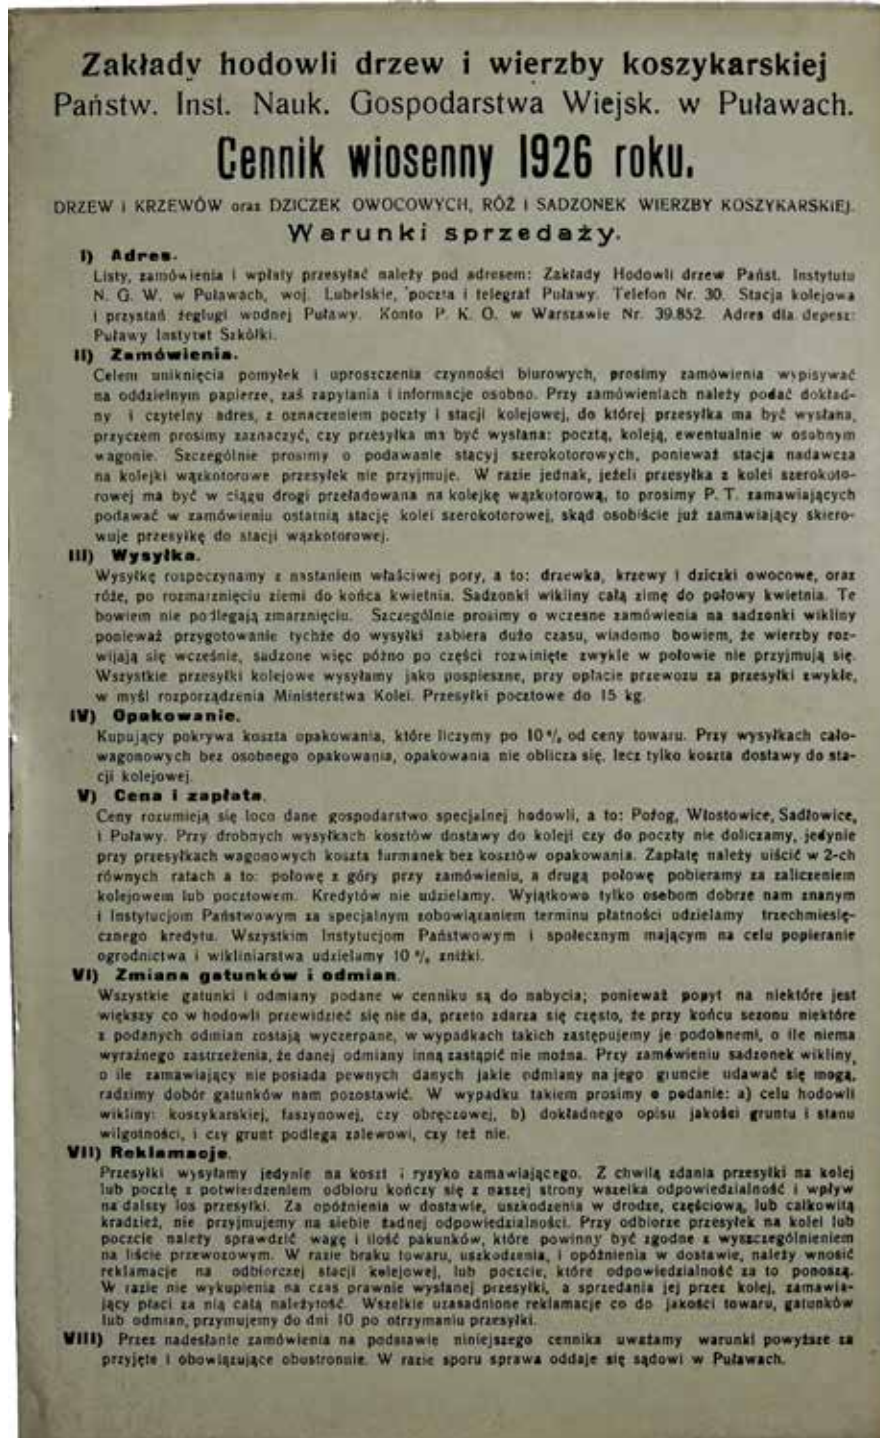 Zakłady hodowli drzew i wierzby koszykarskiej
Państw. Inst. Nauk. Gospodarstwa Wiejsk. w Puławach.
Cennik wiosenny 1926 roku.
DRZEW i KRZEWÓW oraz DZICZEK OWOCOWYCH, RÓŻ i SADZONEK WIERZBY KOSZYKARSKIEJ.
Warunki sprzedaży.
I) Adres.
Listy, zamówienia i wpłaty przesyłać należy pod adresem: Zakłady Hodowli drzew Państ. Instytutu
N. G. W. w Puławach, woj. Lubelskie, poczta i telegraf Puławy. Telefon Nr. 30. Stacja kolejowa
i przystań żeglugi wodnej Puławy. Konto P. K. O. w Warszawie Nr. 39.852. Adres dla depesz:
Puławy Instytut Szkółki.
II) Zamówienia.
Celem uniknięcia pomyłek i uproszczenia czynności biurowych, prosimy zamówienia wypisywać
na oddzielnym papierze, zaś zapytania i informacje osobno. Przy zamówieniach należy podać dokład-
ny i czytelny adres, z oznaczeniem poczty i stacji kolejowej, do której przesyłka ma być wysłana,
przyczem prosimy zaznaczyć, czy przesyłka ma być wysłana: pocztą, koleją, ewentualnie w osobnym
wagonie. Szczególnie prosimy o podawanie stacyj szerokotorowych, ponieważ stacja nadawcza
na kolejki wązkotorowe przesyłek nie przyjmuje. W razie jednak, jeżeli przesyłka z kolei szerokoto-
rowej ma być w ciągu drogi przeładowana na kolejkę wązkotorową, to prosimy P. T. zamawiających
podawać w zamówieniu ostatnią stację kolei szerokotorowej, skąd osobiście już zamawiający skiero-
wuje przesyłkę do stacji wązkotorowej.
III) Wysyłka.
Wysyłkę rozpoczynamy z nastaniem właściwej pory, a to: drzewka, krzewy i dziczki owocowe, oraz
róże, po rozmarznięciu ziemi do końca kwietnia. Sadzonki wikliny całą zimę do połowy kwietnia. Te
bowiem nie podlegają zmarznięciu. Szczególnie prosimy o wczesne zamówienia na sadzonki wikliny
ponieważ przygotowanie tychże do wysyłki zabiera dużo czasu, wiadomo bowiem, że wierzby roz-
wijają się wcześnie, sadzone więc późno po części rozwinięte zwykle w połowie nie przyjmują się.
Wszystkie przesyłki kolejowe wysyłamy jako pospieszne, przy opłacie przewozu za przesyłki zwykłe,
w myśl rozporządzenia Ministerstwa Kolei. Przesyłki pocztowe do 15 kg.
IV) Opakowanie.
Kupujący pokrywa koszta opakowania, które liczymy po 10% od ceny towaru. Przy wysyłkach cało-
wagonowych bez osobnego opakowania, opakowania nie oblicza się, lecz tylko koszta dostawy do sta-
cji kolejowej.
V) Cena i zapłata.
Ceny rozumieją się loco dane gospodarstwo specjalnej hodowli, a to: Pożog, Włostowice, Sadłowice,
i Puławy. Przy drobnych wysyłkach kosztów dostawy do koleji czy do poczty nie doliczamy, jedynie
przy przesyłkach wagonowych koszta furmanek bez kosztów opakowania. Zapłatę należy uiścić w 2-ch
równych ratach a to: połowę z góry przy zamówieniu, a drugą połowę pobieramy za zaliczeniem
kolejowem lub pocztowem. Kredytów nie udzielamy. Wyjątkowo tylko osobom dobrze nam znanym
i Instytucjom Państwowym za specjalnym zobowiązaniem terminu płatności udzielamy trzechmiesię-
cznego kredytu. Wszystkim Instytucjom Państwowym i społecznym mającym na celu popieranie
ogrodnictwa i wikliniarstwa udzielamy 10 % zniżki.
VI) Zmiana gatunków i odmian.
Wszystkie gatunki i odmiany podane w cenniku są do nabycia; ponieważ popyt na niektóre jest
większy co w hodowli przewidzieć się nie da, przeto zdarza się często, że przy końcu sezonu niektóre
z podanych odmian zostają wyczerpane, w wypadkach takich zastępujemy je podobnemi, o ile niema
wyraźnego zastrzeżenia, że danej odmiany inną zastąpić nie można. Przy zamówieniu sadzonek wikliny,
o ile zamawiający nie posiada pewnych danych jakie odmiany na jego gruncie udawać się mogą,
radzimy dobór gatunków nam pozostawić. W wypadku takiem prosimy o podanie: a) celu hodowli
wikliny: koszykarskiej, faszynowej, czy obręczowej, b) dokładnego opisu jakości gruntu i stanu
wilgotności, i czy grunt podlega zalewowi, czy też nie.
VII) Reklamacje.
Przesyłki wysyłamy jedynie na koszt i ryzyko zamawiającego. Z chwilą zdania przesyłki na kolej
lub pocztę z potwierdzeniem odbioru kończy się z naszej strony wszelka odpowiedzialność i wpływ
na dalszy los przesyłki. Za opóźnienia w dostawie, uszkodzenia w drodze, częściową, lub całkowitą
kradzież, nie przyjmujemy na siebie żadnej odpowiedzialności. Przy odbiorze przesyłek na kolei lub
poczcie należy sprawdzić wagę i ilość pakunków, które powinny być zgodne z wyszczególnieniem
na liście przewozowym. W razie braku towaru, uszkodzenia, i opóźnienia w dostawie, należy wnosić
reklamacje na odbiorczej stacji kolejowej, lub poczcie, które odpowiedzialność za to ponoszą.
W razie nie wykupienia na czas prawnie wysłanej przesyłki, a sprzedania jej przez kolej, zamawia-
jący płaci za nią całą należytość. Wszelkie uzasadnione reklamacje co do jakości towaru, gatunków
lub odmian, przymujemy do dni 10 po otrzymaniu przesyłki.
VIII) Przez nadesłanie zamówienia na podstawie niniejszego cennika uważamy warunki powyższe za
przyjęte i obowiązujące obustronnie. W razie sporu sprawa oddaje się sądowi w Puławach.